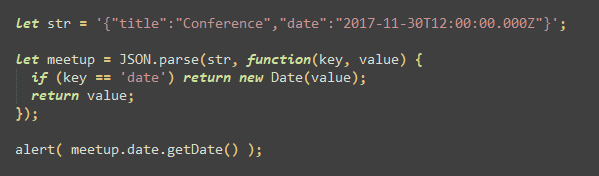 let str = '{"title":"Conference","date":"2017-11-30T12:00:00.000Z"}';
let meetup = JSON.parse(str, function(key, value) {
if (key == 'date') return new Date(value);
return value;
});
alert( meetup.date.getDate() );